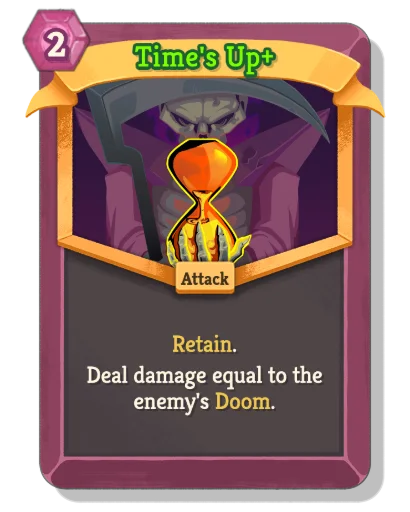 2
Time's Up+
Attack
Retain.
Deal damage equal to the
enemy's Doom.